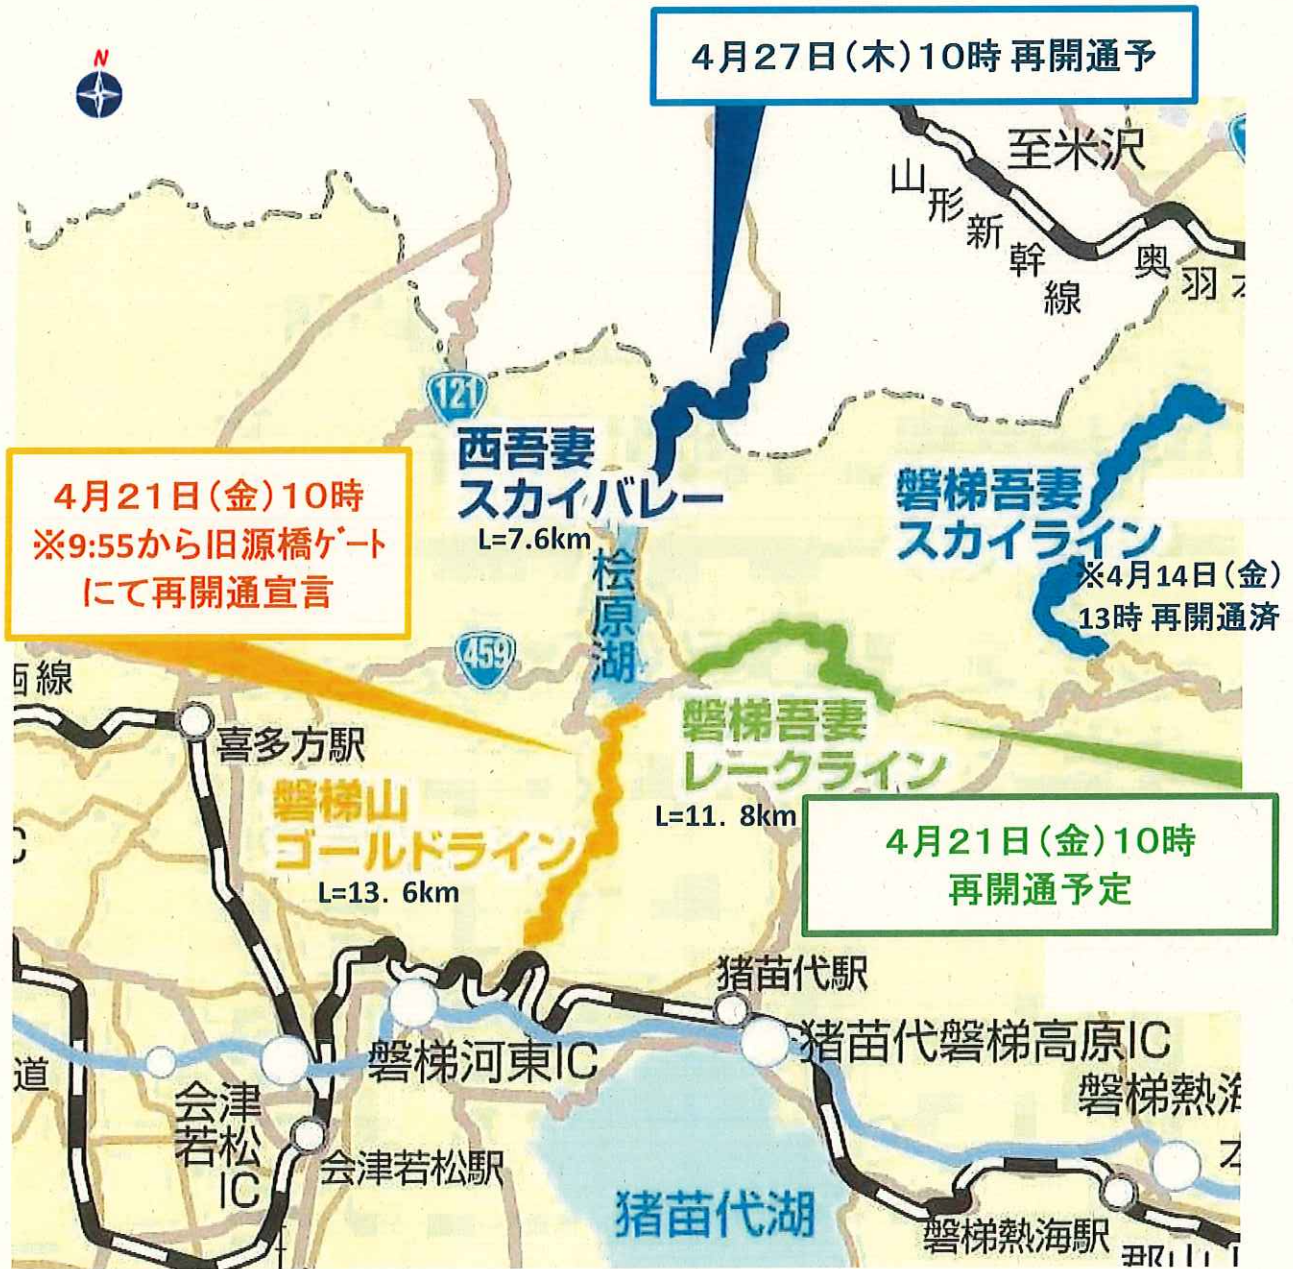 N
4月27日(木)10時 再開通予
至米沢
山形新幹線
奥羽
121
西吾妻
スカイバレー
L=7.6km
磐梯吾妻
スカイライン
※4月14日(金)
13時 再開通済
4月21日(金)10時
※9:55から旧源橋ｹﾞｰﾄ
にて再開通宣言
桧原湖
459
西線
喜多方駅
磐梯吾妻
レークライン
L=11. 8km
磐梯山
ゴールドライン
L=13. 6km
4月21日(金)10時
再開通予定
C
猪苗代駅
猪苗代磐梯高原IC
磐梯河東IC
道
会津
若松
IC
会津若松駅
磐梯熱海
猪苗代湖
磐梯熱海駅
郡山